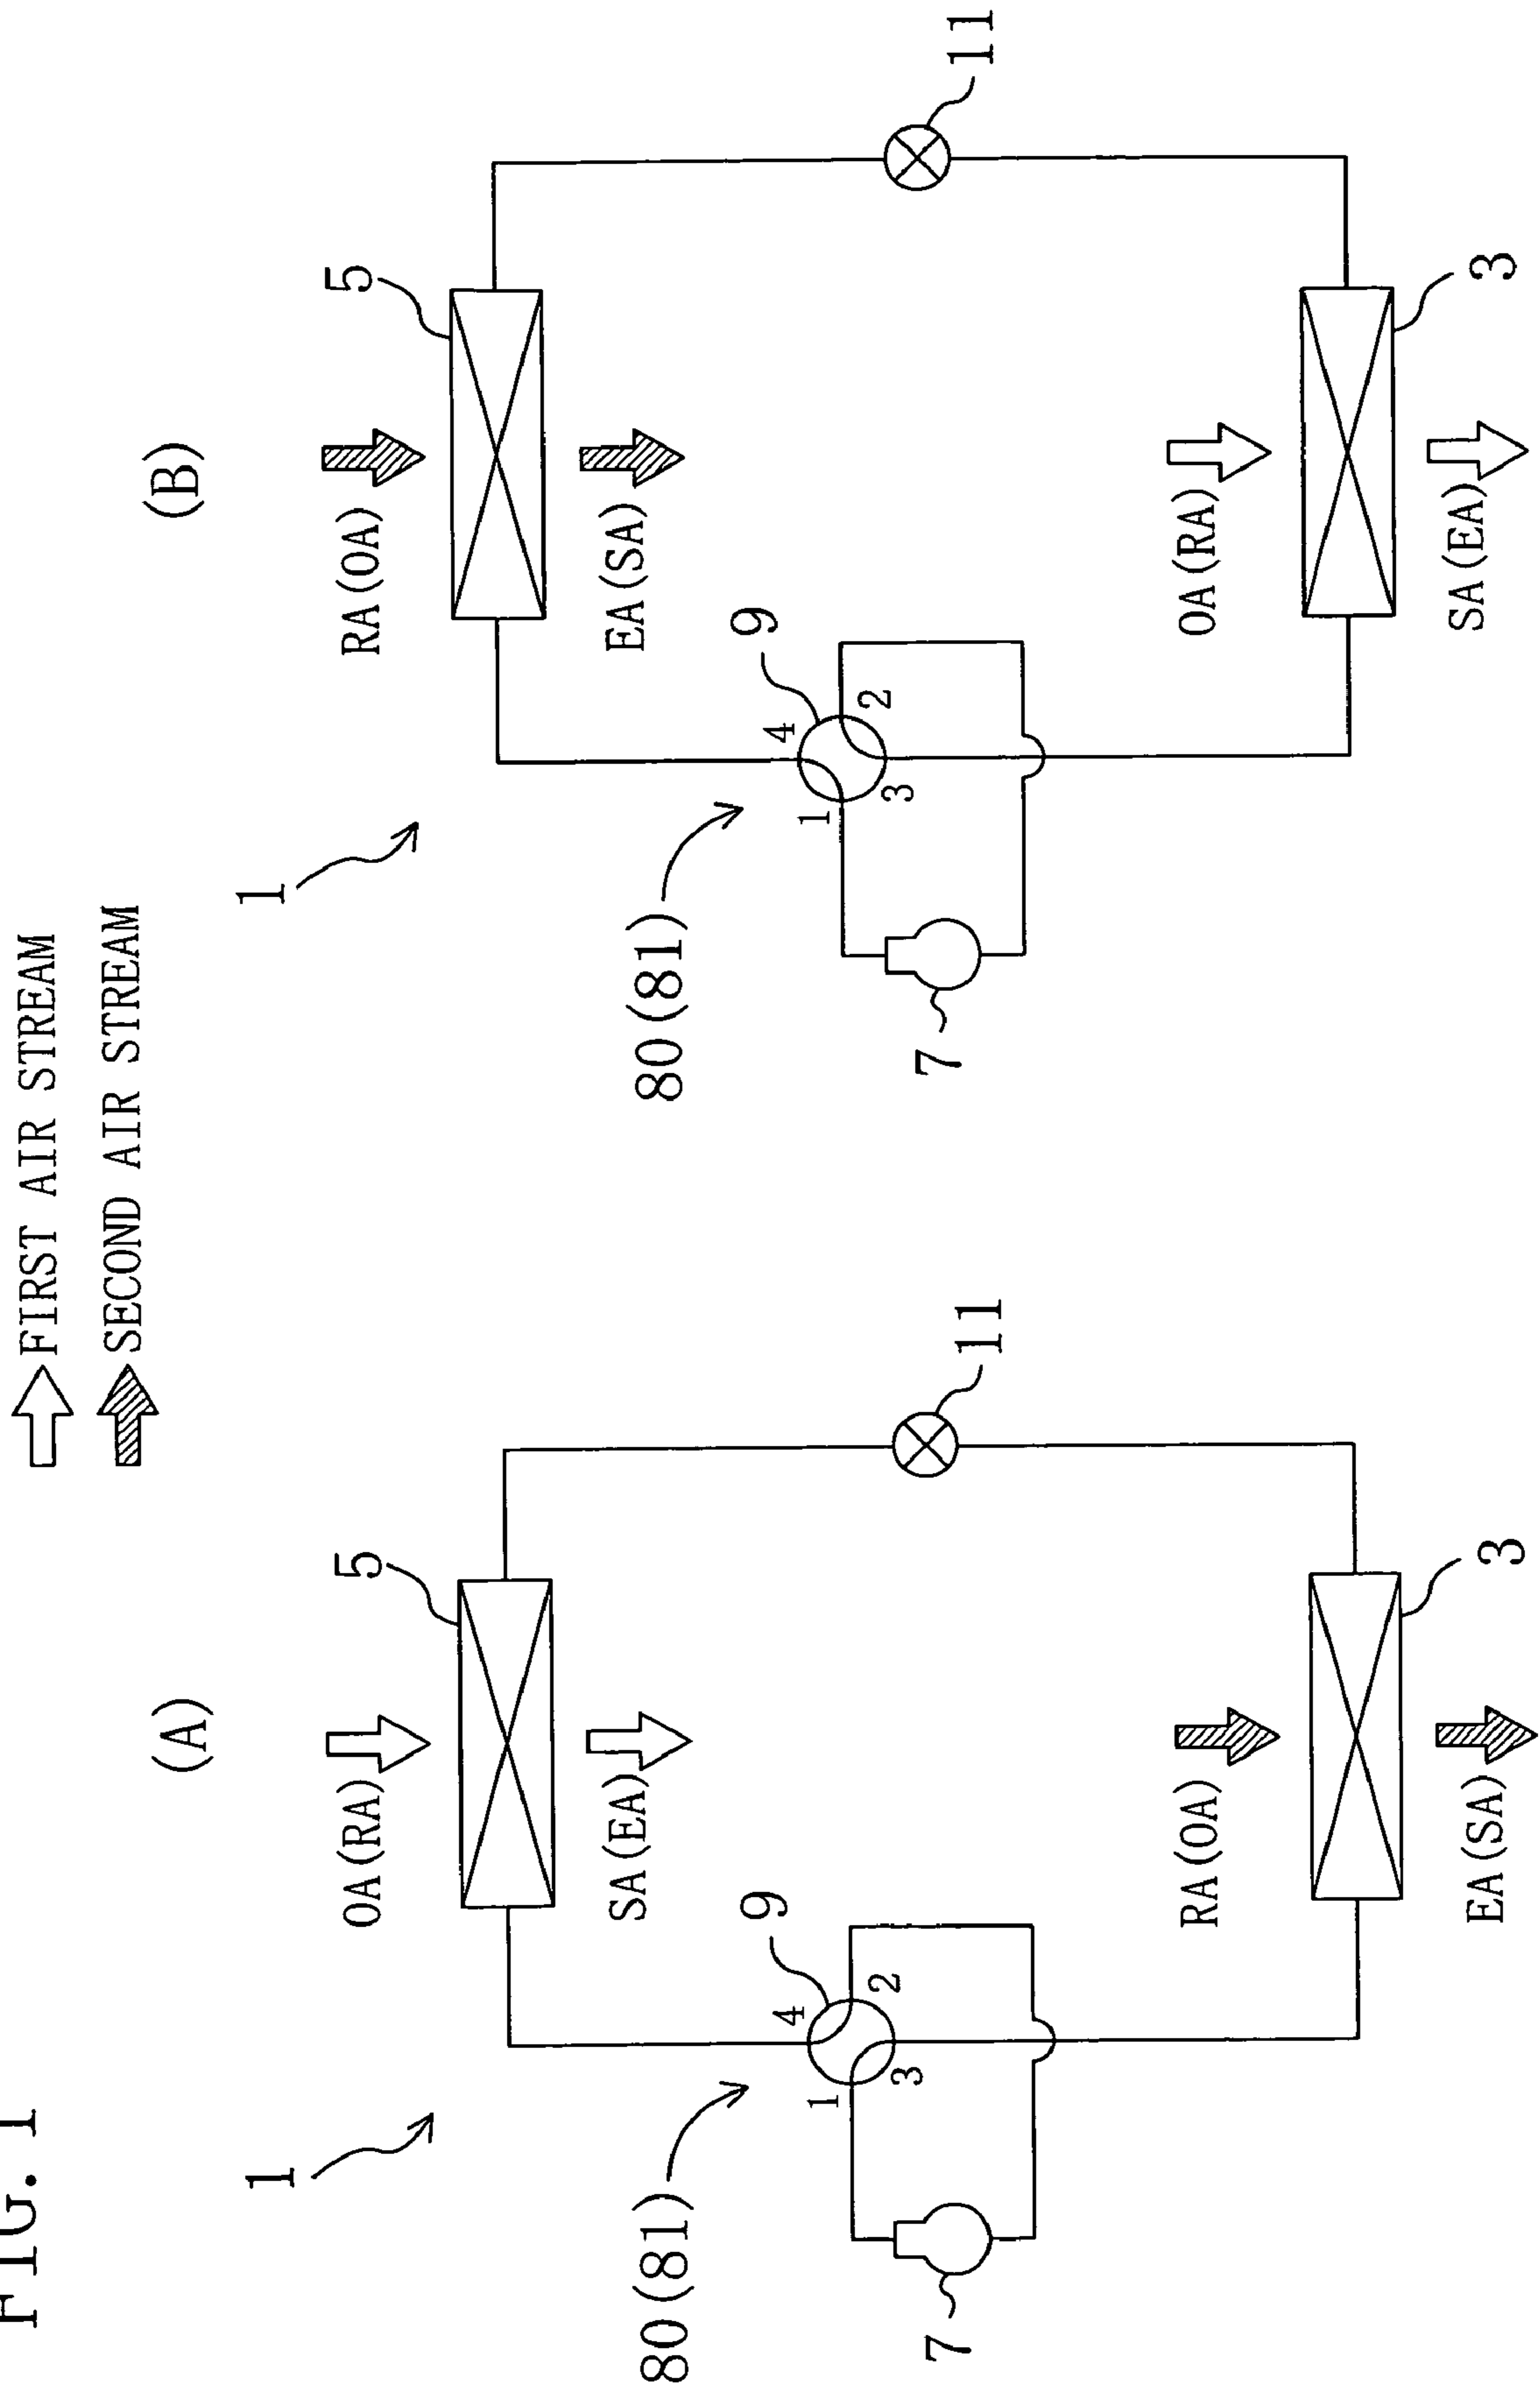 FIG. 1
FIRST AIR STREAM
SECOND AIR STREAM
(A)
1
OA(RA)
5
SA(EA)
80(81)
9
4
1
2
3
7
11
RA(OA)
3
EA(SA)
(B)
1
RA(OA)
5
EA(SA)
80(81)
9
4
1
2
3
7
11
OA(RA)
3
SA(EA)